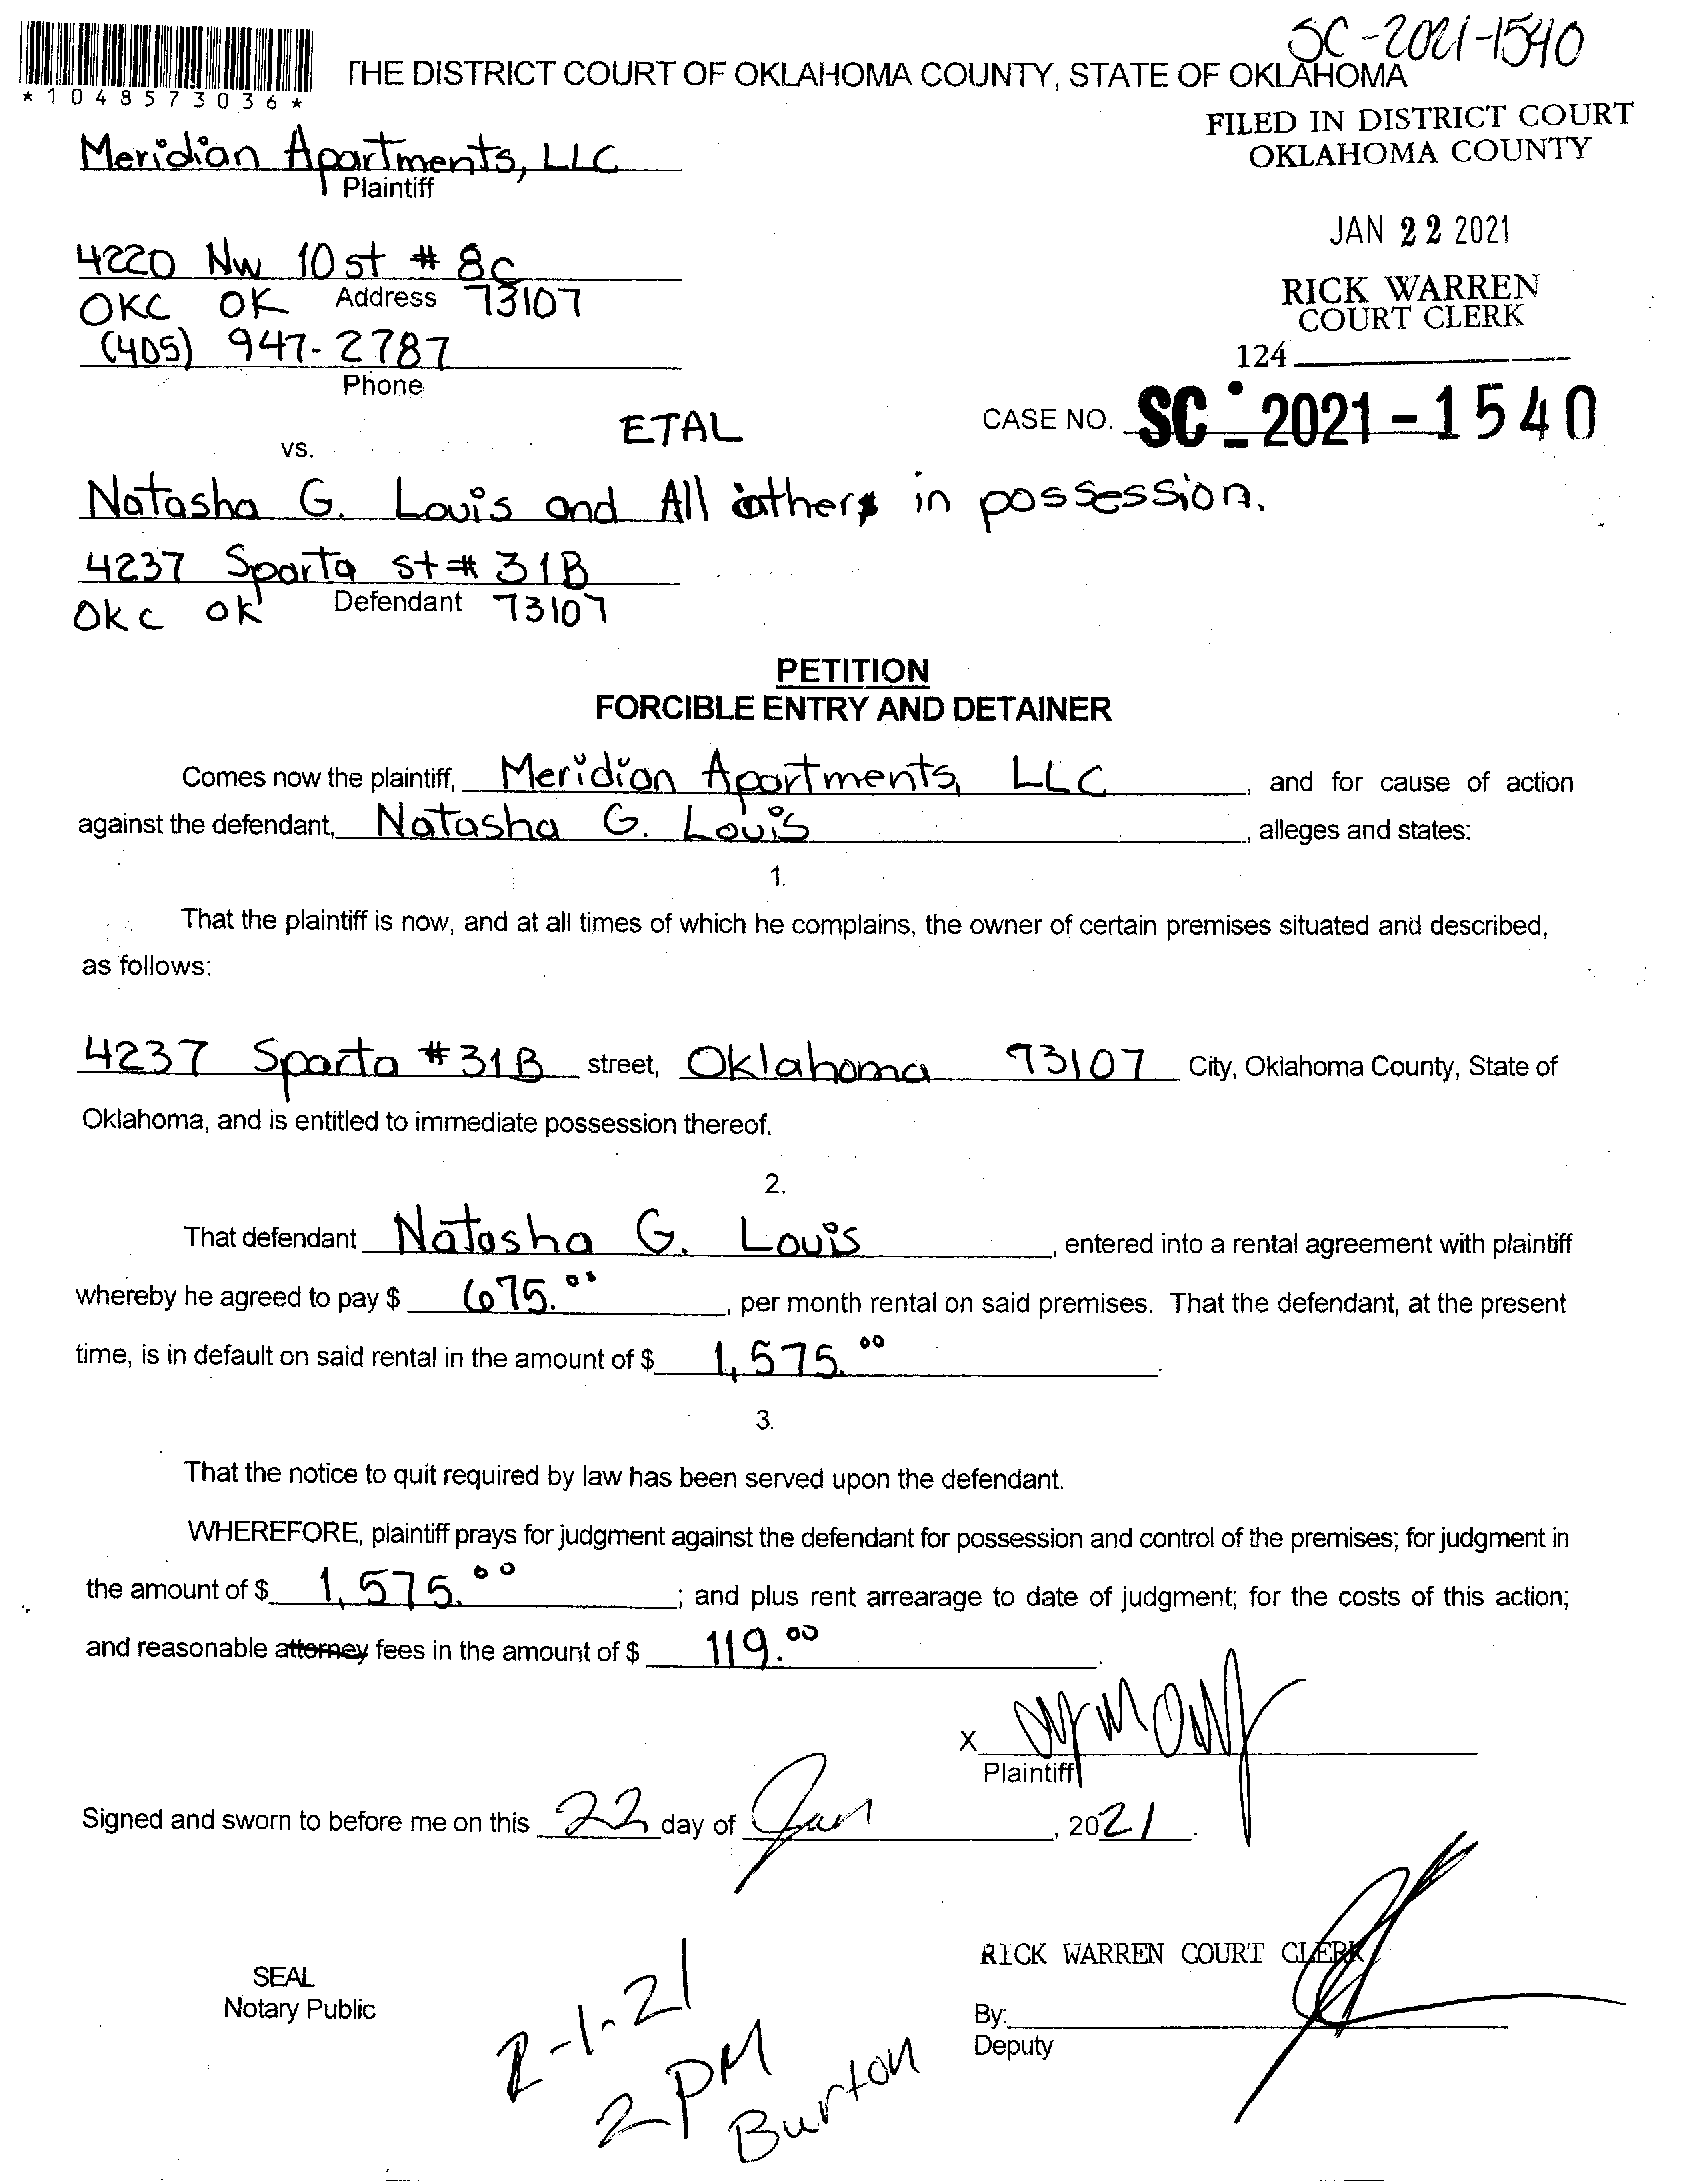 SC-2021-1540
THE DISTRICT COURT OF OKLAHOMA COUNTY, STATE OF OKLAHOMA
*1048573036*
FILED IN DISTRICT COURT
OKLAHOMA COUNTY
Meridian Apartments, LLC
Plaintiff
JAN 22 2021
4220 NW 10 st # 8C
Address
OKC OK 73107
RICK WARREN
COURT CLERK
(405) 947-2787
124
Phone
ETAL
CASE NO. SC-2021-1540
vs.
Natasha G. Louis and All others in possession.
4237 Sparta st # 31B
Defendant
OKC OK 73107
PETITION
FORCIBLE ENTRY AND DETAINER
Comes now the plaintiff, Meridian Apartments, LLC, and for cause of action
against the defendant, Natasha G. Louis, alleges and states:
1.
That the plaintiff is now, and at all times of which he complains, the owner of certain premises situated and described,
as follows:
4237 Sparta #31B street, Oklahoma 73107 City, Oklahoma County, State of
Oklahoma, and is entitled to immediate possession thereof.
2.
That defendant Natasha G. Louis, entered into a rental agreement with plaintiff
whereby he agreed to pay $ 675.00, per month rental on said premises. That the defendant, at the present
time, is in default on said rental in the amount of $ 1,575.00.
3.
That the notice to quit required by law has been served upon the defendant.
WHEREFORE, plaintiff prays for judgment against the defendant for possession and control of the premises; for judgment in
the amount of $ 1,575.00; and plus rent arrearage to date of judgment; for the costs of this action;
and reasonable attorney fees in the amount of $ 119.00.
X
Plaintiff
Signed and sworn to before me on this 22 day of Jan, 2021.
RICK WARREN COURT CLERK
SEAL
Notary Public
By:
Deputy
2-1-21
2 PM
Burton